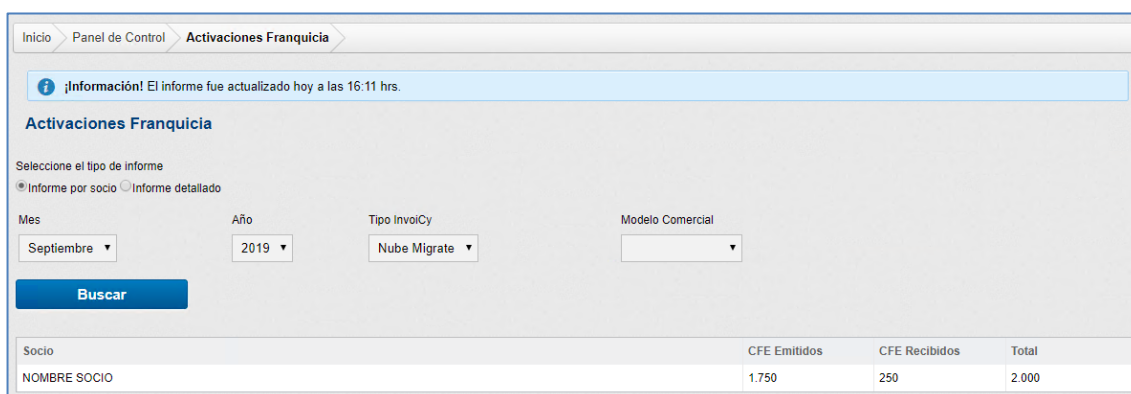 Inicio Panel de Control Activaciones Franquicia
¡Información! El informe fue actualizado hoy a las 16:11 hrs.
Activaciones Franquicia
Seleccione el tipo de informe
Informe por socio Informe detallado
Mes Año Tipo InvoiCy Modelo Comercial
Septiembre 2019 Nube Migrate
Buscar
Socio CFE Emitidos CFE Recibidos Total
NOMBRE SOCIO 1.750 250 2.000